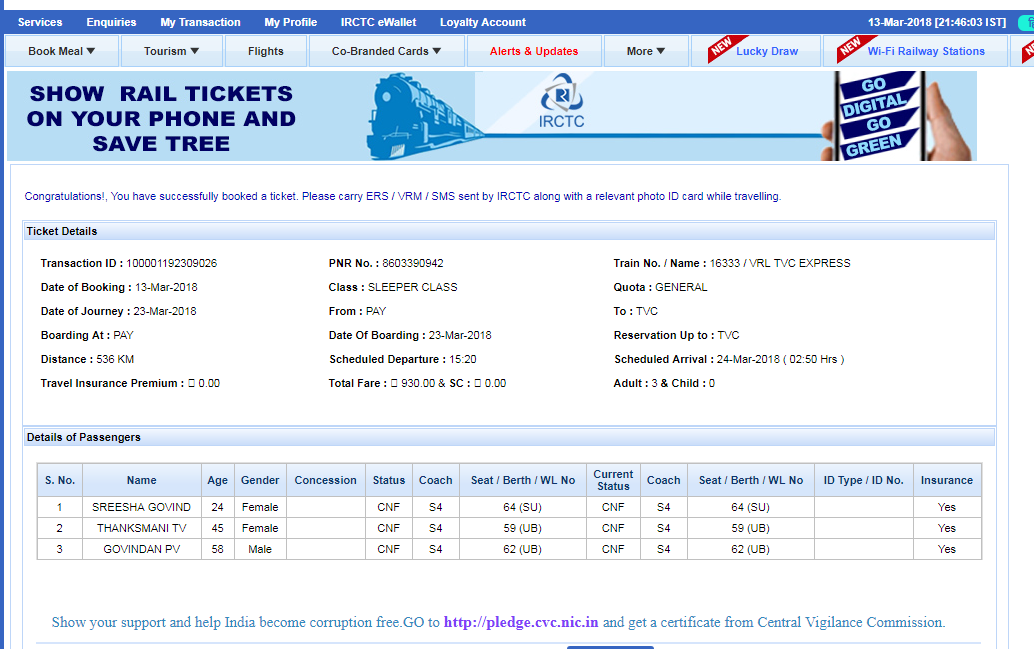 Services Enquiries My Transaction My Profile IRCTC eWallet Loyalty Account 13-Mar-2018 [21:46:03 IST]
Book Meal ▼ Tourism ▼ Flights Co-Branded Cards ▼ Alerts & Updates More ▼ NEW Lucky Draw NEW Wi-Fi Railway Stations
SHOW RAIL TICKETS
ON YOUR PHONE AND
SAVE TREE
IRCTC
GO
DIGITAL
GO
GREEN
Congratulations!, You have successfully booked a ticket. Please carry ERS / VRM / SMS sent by IRCTC along with a relevant photo ID card while travelling.
Ticket Details
Transaction ID : 100001192309026 PNR No. : 8603390942 Train No. / Name : 16333 / VRL TVC EXPRESS
Date of Booking : 13-Mar-2018 Class : SLEEPER CLASS Quota : GENERAL
Date of Journey : 23-Mar-2018 From : PAY To : TVC
Boarding At : PAY Date Of Boarding : 23-Mar-2018 Reservation Up to : TVC
Distance : 536 KM Scheduled Departure : 15:20 Scheduled Arrival : 24-Mar-2018 ( 02:50 Hrs )
Travel Insurance Premium : 0.00 Total Fare : 930.00 & SC : 0.00 Adult : 3 & Child : 0
Details of Passengers
S. No. Name Age Gender Concession Status Coach Seat / Berth / WL No Current Status Coach Seat / Berth / WL No ID Type / ID No. Insurance
1 SREESHA GOVIND 24 Female CNF S4 64 (SU) CNF S4 64 (SU) Yes
2 THANKSMANI TV 45 Female CNF S4 59 (UB) CNF S4 59 (UB) Yes
3 GOVINDAN PV 58 Male CNF S4 62 (UB) CNF S4 62 (UB) Yes
Show your support and help India become corruption free.GO to http://pledge.cvc.nic.in and get a certificate from Central Vigilance Commission.